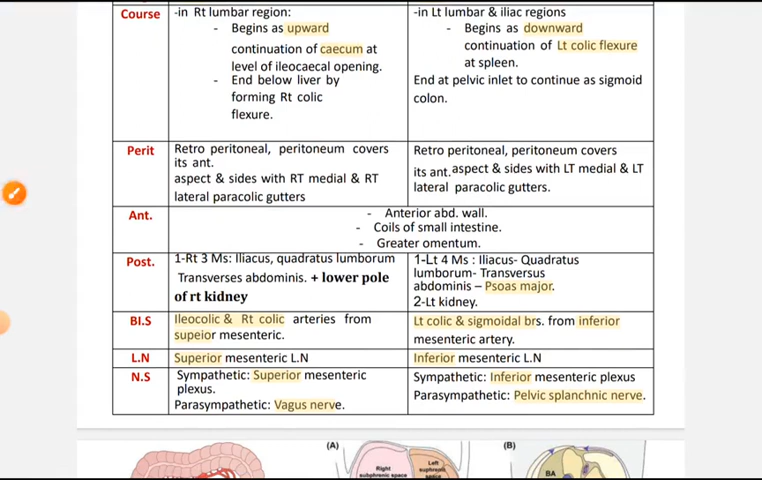 Course
-in Rt lumbar region:
- Begins as upward
continuation of caecum at
level of ileocaecal opening.
- End below liver by
forming Rt colic
flexure.
-in Lt lumbar & iliac regions
- Begins as downward
continuation of Lt colic flexure
at spleen.
End at pelvic inlet to continue as sigmoid
colon.
Perit
Retro peritoneal, peritoneum covers
its ant.
aspect & sides with RT medial & RT
lateral paracolic gutters
Retro peritoneal, peritoneum covers
its ant. aspect & sides with LT medial & LT
lateral paracolic gutters.
Ant.
- Anterior abd. wall.
- Coils of small intestine.
- Greater omentum.
Post.
1-Rt 3 Ms: Iliacus, quadratus lumborum
Transverses abdominis. + lower pole
of rt kidney
1-Lt 4 Ms : Iliacus- Quadratus
lumborum- Transversus
abdominis – Psoas major.
2-Lt kidney.
Bl.S
Ileocolic & Rt colic arteries from
supeior mesenteric.
Lt colic & sigmoidal brs. from inferior
mesenteric artery.
L.N
Superior mesenteric L.N
Inferior mesenteric L.N
N.S
Sympathetic: Superior mesenteric
plexus.
Parasympathetic: Vagus nerve.
Sympathetic: Inferior mesenteric plexus
Parasympathetic: Pelvic splanchnic nerve.
(A)
Right
subphrenic space
Left
suphrenic
space
(B)
BA